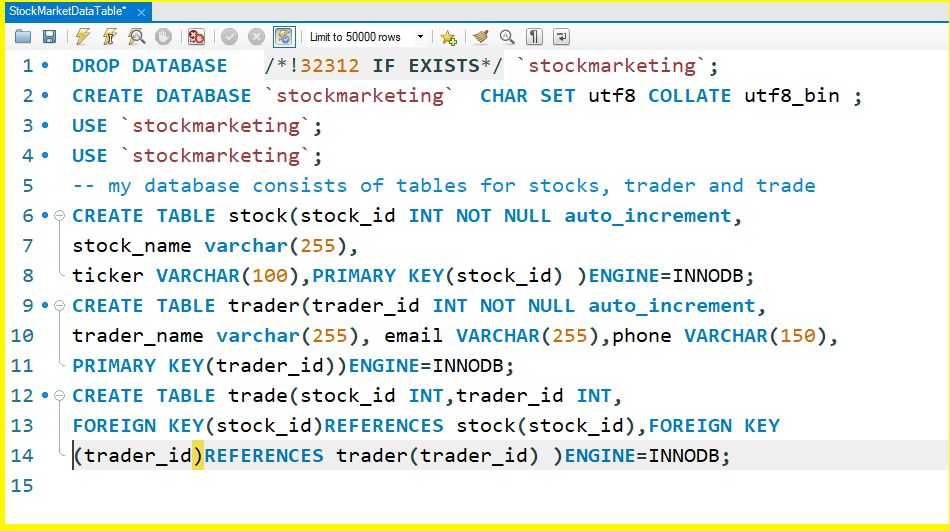 StockMarketDataTable* ×
Limit to 50000 rows
1 DROP DATABASE /*!32312 IF EXISTS*/ `stockmarketing`;
2 CREATE DATABASE `stockmarketing` CHAR SET utf8 COLLATE utf8_bin ;
3 USE `stockmarketing`;
4 USE `stockmarketing`;
5 -- my database consists of tables for stocks, trader and trade
6 CREATE TABLE stock(stock_id INT NOT NULL auto_increment,
7 stock_name varchar(255),
8 ticker VARCHAR(100),PRIMARY KEY(stock_id) )ENGINE=INNODB;
9 CREATE TABLE trader(trader_id INT NOT NULL auto_increment,
10 trader_name varchar(255), email VARCHAR(255),phone VARCHAR(150),
11 PRIMARY KEY(trader_id))ENGINE=INNODB;
12 CREATE TABLE trade(stock_id INT,trader_id INT,
13 FOREIGN KEY(stock_id)REFERENCES stock(stock_id),FOREIGN KEY
14 (trader_id)REFERENCES trader(trader_id) )ENGINE=INNODB;
15